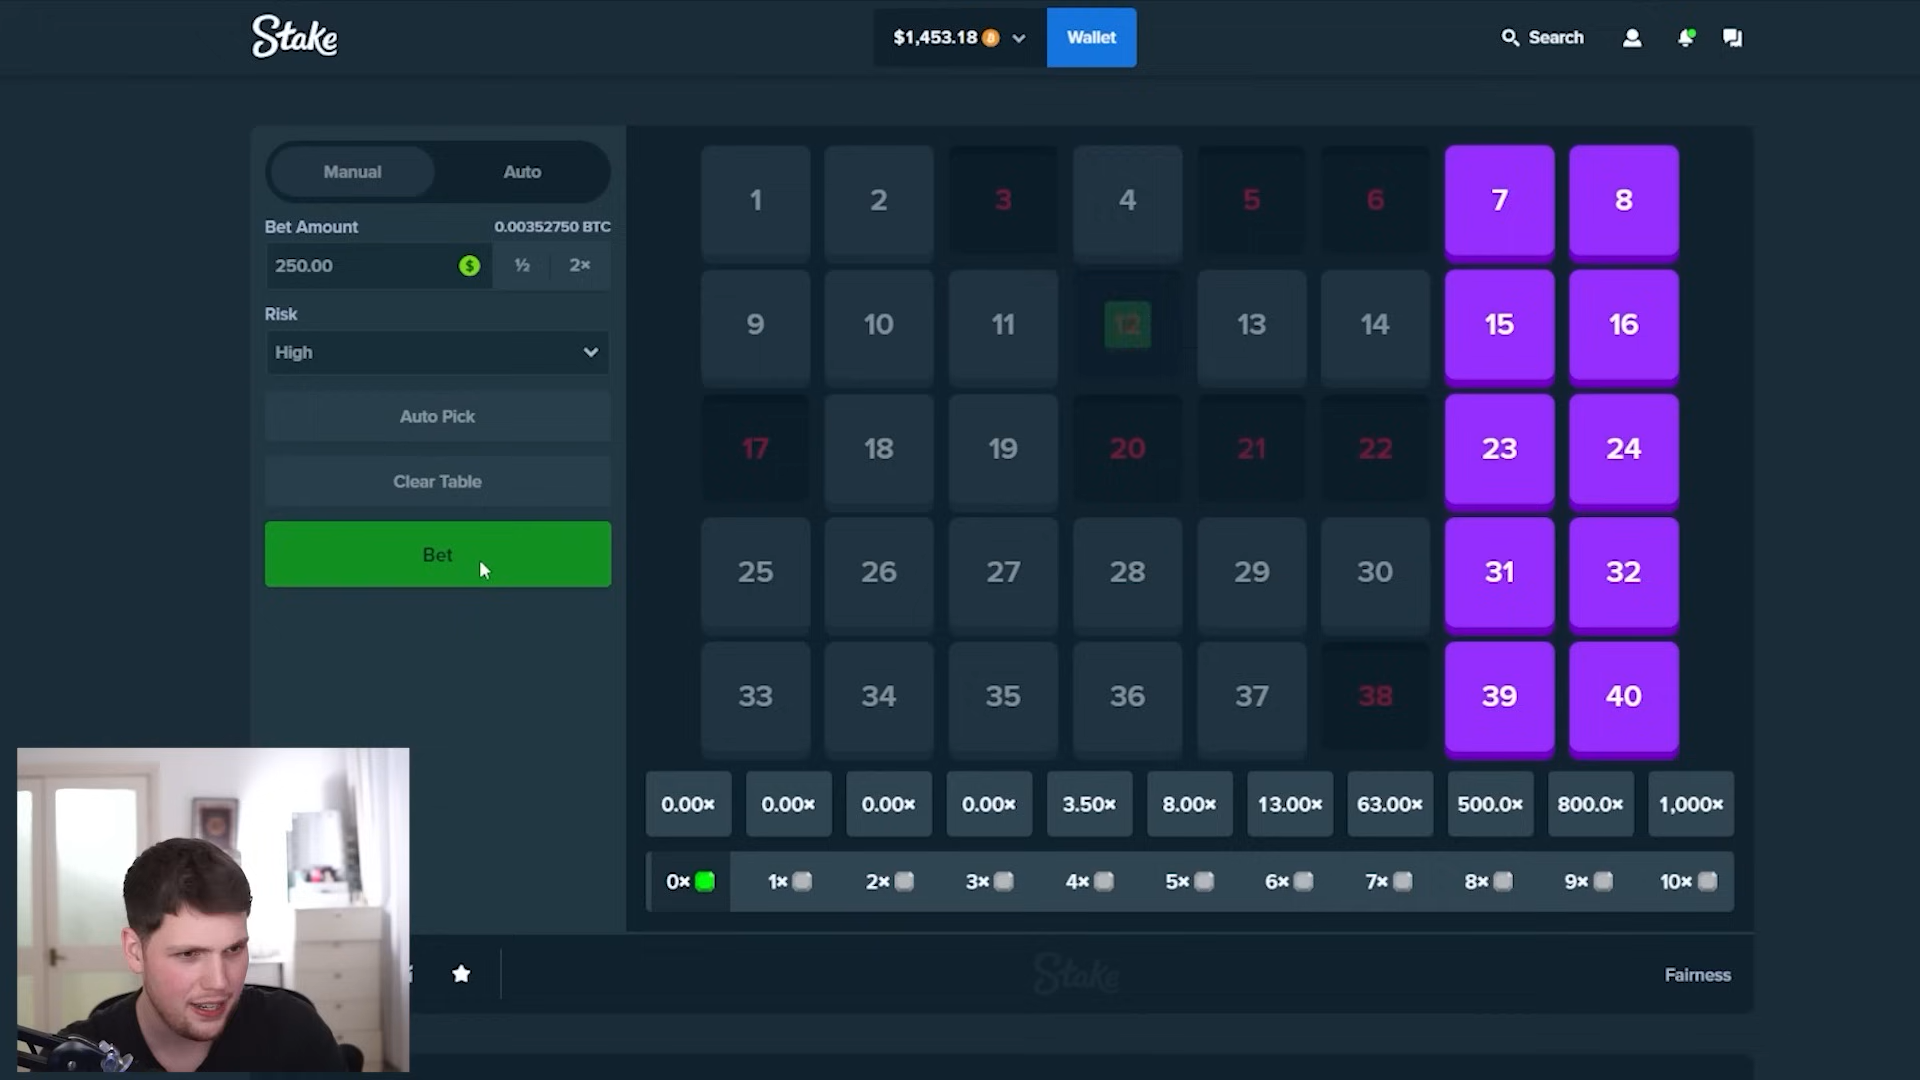 Stake
$1,453.18
Wallet
Search
Manual
Auto
Bet Amount
0.00352750 BTC
250.00
$
½
2×
Risk
High
Auto Pick
Clear Table
Bet
1 2 3 4 5 6 7 8
9 10 11 12 13 14 15 16
17 18 19 20 21 22 23 24
25 26 27 28 29 30 31 32
33 34 35 36 37 38 39 40
0.00× 0.00× 0.00× 0.00× 3.50× 8.00× 13.00× 63.00× 500.0× 800.0× 1,000×
0× 1× 2× 3× 4× 5× 6× 7× 8× 9× 10×
Stake
Fairness